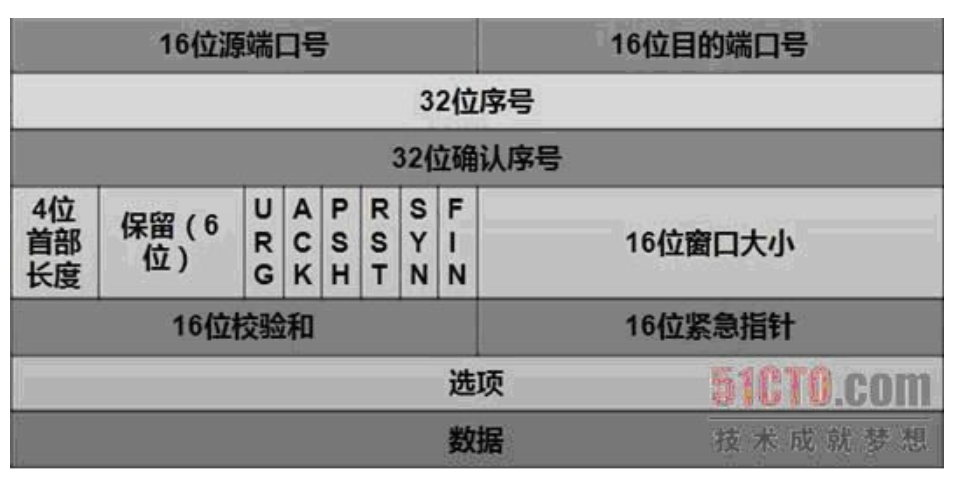 16位源端口号 16位目的端口号
32位序号
32位确认序号
4位首部长度 保留（6位） URG ACK PSH RST SYN FIN 16位窗口大小
16位校验和 16位紧急指针
选项
数据
51CTO.com
技术成就梦想